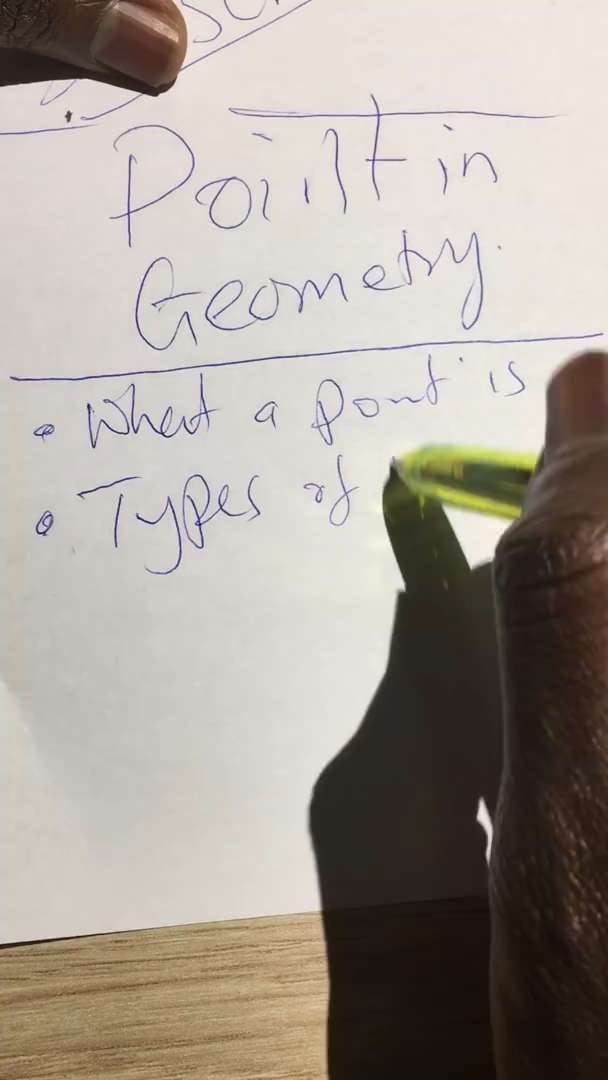 Point in
Geometry.
• What a point is
• Types of